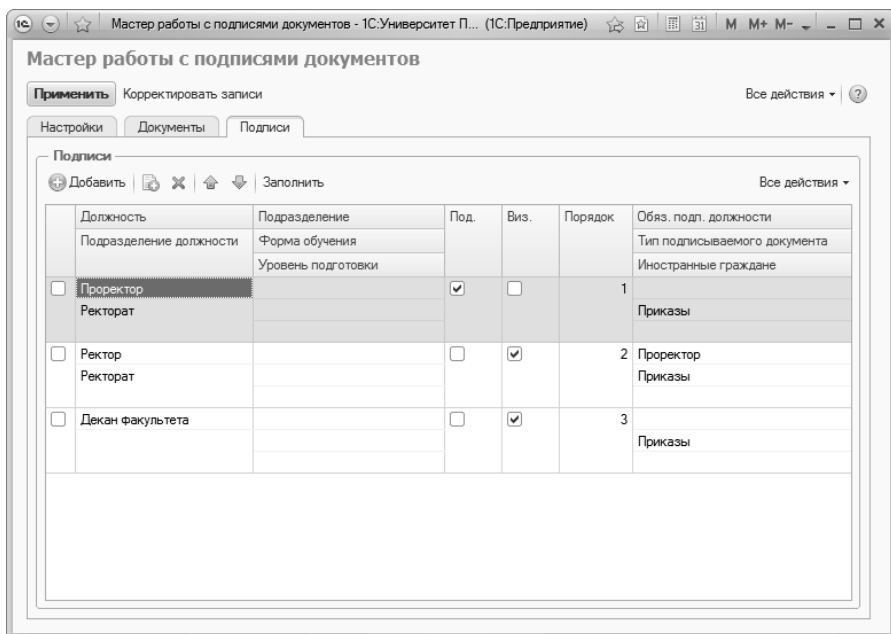 Мастер работы с подписями документов - 1С:Университет П... (1С:Предприятие) 31 M M+ M-
Мастер работы с подписями документов
Применить Корректировать записи Все действия ?
Настройки Документы Подписи
Подписи
Добавить Заполнить Все действия
Должность Подразделение Под. Виз. Порядок Обяз. подп. должности
Подразделение должности Форма обучения Тип подписываемого документа
Уровень подготовки Иностранные граждане
Проректор 1
Ректорат Приказы
Ректор 2 Проректор
Ректорат Приказы
Декан факультета 3
Приказы